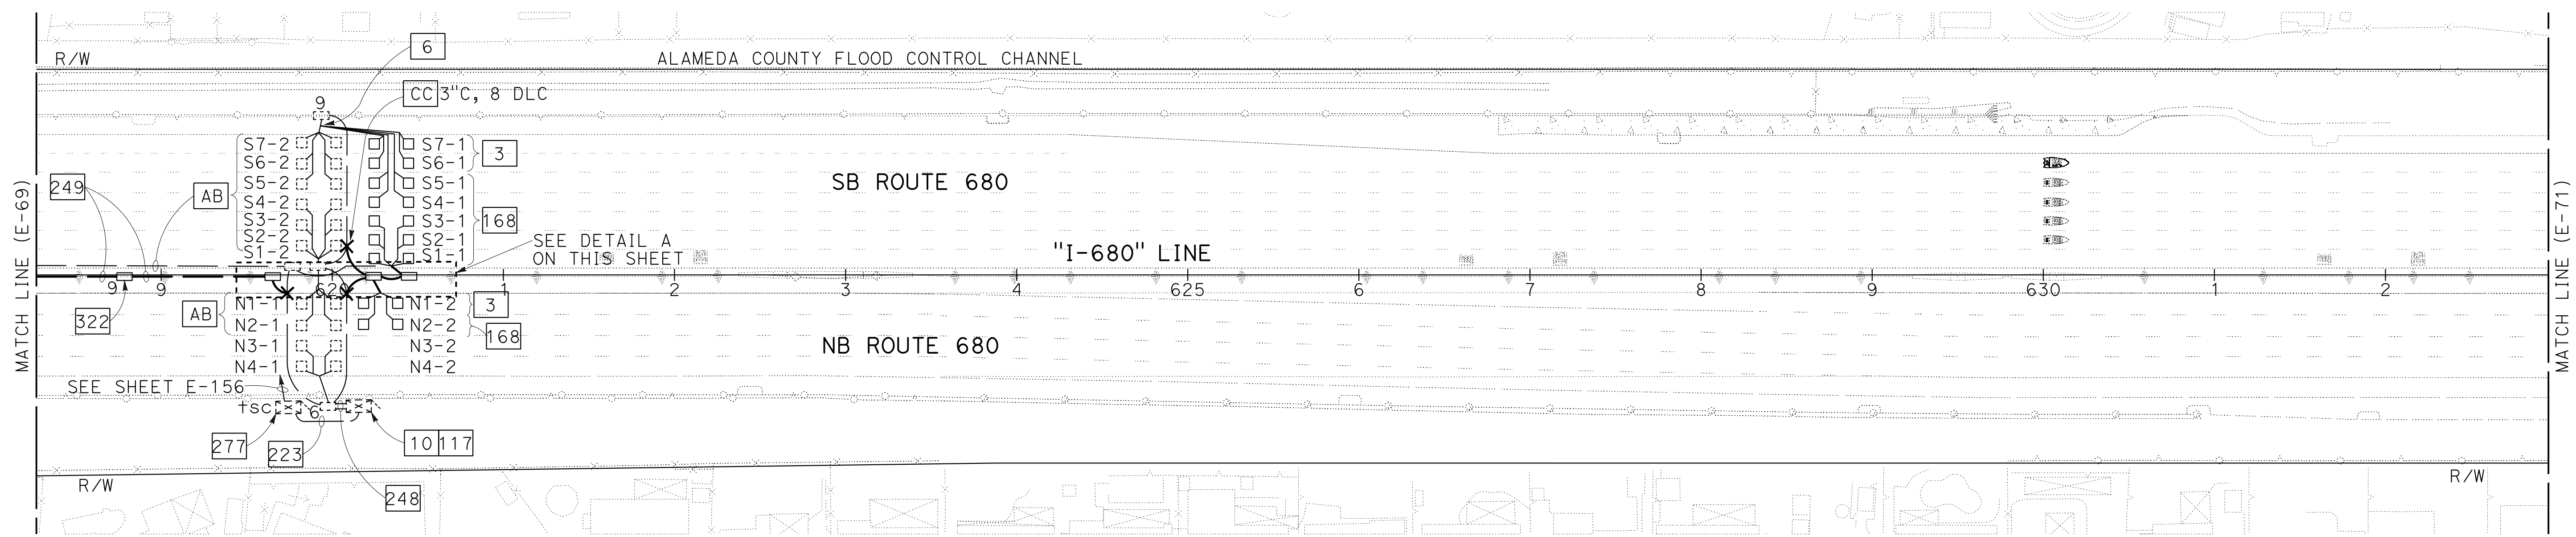 R/W
ALAMEDA COUNTY FLOOD CONTROL CHANNEL
6
CC 3"C, 8 DLC
9
S7-2
S6-2
S5-2
S4-2
S3-2
S2-2
S1-2
S7-1
S6-1
S5-1
S4-1
S3-1
S2-1
S1-1
3
168
249
AB
SB ROUTE 680
SEE DETAIL A
ON THIS SHEET
"I-680" LINE
MATCH LINE (E-69)
MATCH LINE (E-71)
9
9
620
1
2
3
4
625
6
7
8
9
630
1
2
322
AB
N1-1
N2-1
N3-1
N4-1
N1-2
N2-2
N3-2
N4-2
3
168
NB ROUTE 680
SEE SHEET E-156
tsc
6
277
223
10 117
248
R/W
R/W